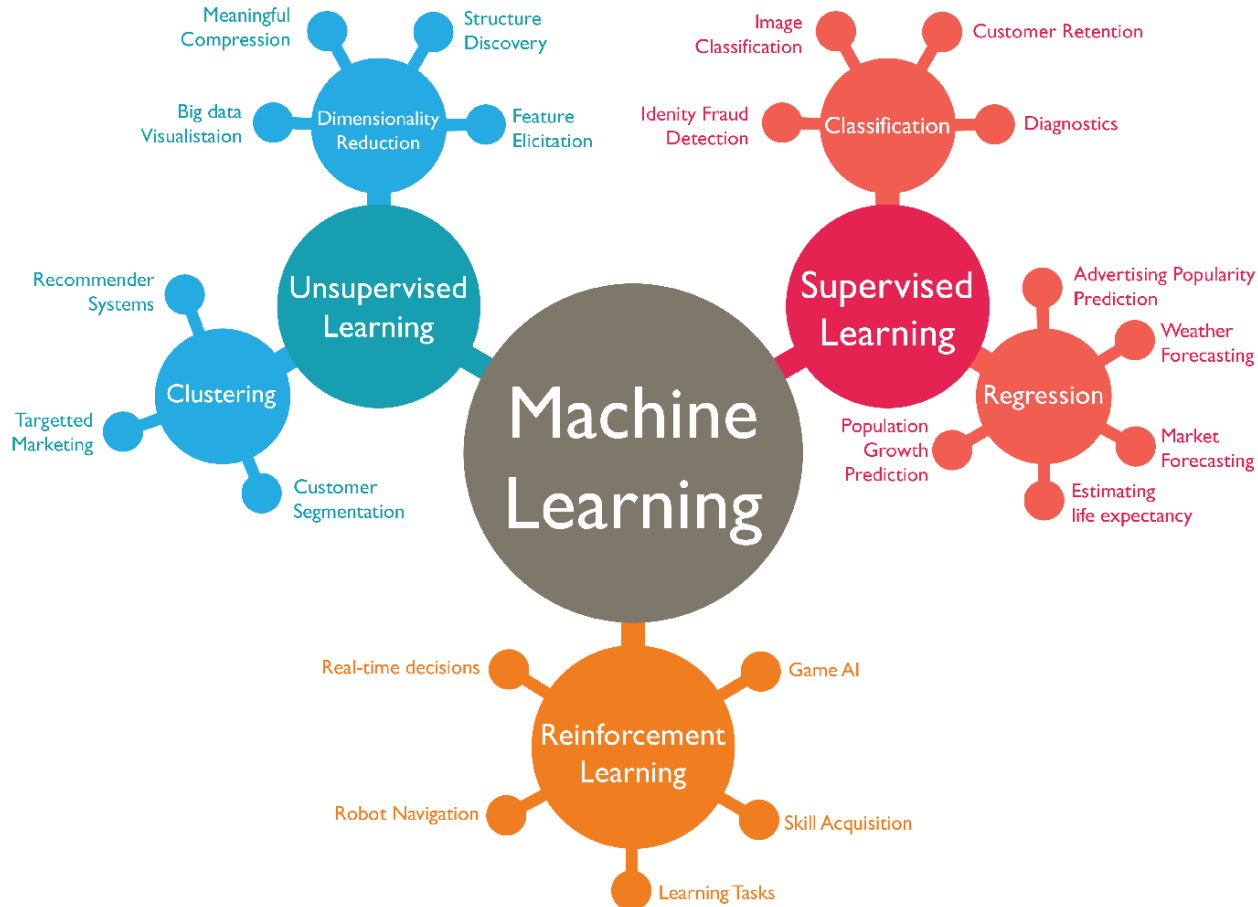 Meaningful
Compression
Structure
Discovery
Big data
Visualistaion
Dimensionality
Reduction
Feature
Elicitation
Unsupervised
Learning
Recommender
Systems
Clustering
Targetted
Marketing
Customer
Segmentation
Image
Classification
Customer Retention
Idenity Fraud
Detection
Classification
Diagnostics
Supervised
Learning
Advertising Popularity
Prediction
Weather
Forecasting
Regression
Population
Growth
Prediction
Market
Forecasting
Estimating
life expectancy
Machine
Learning
Real-time decisions
Game AI
Reinforcement
Learning
Robot Navigation
Skill Acquisition
Learning Tasks